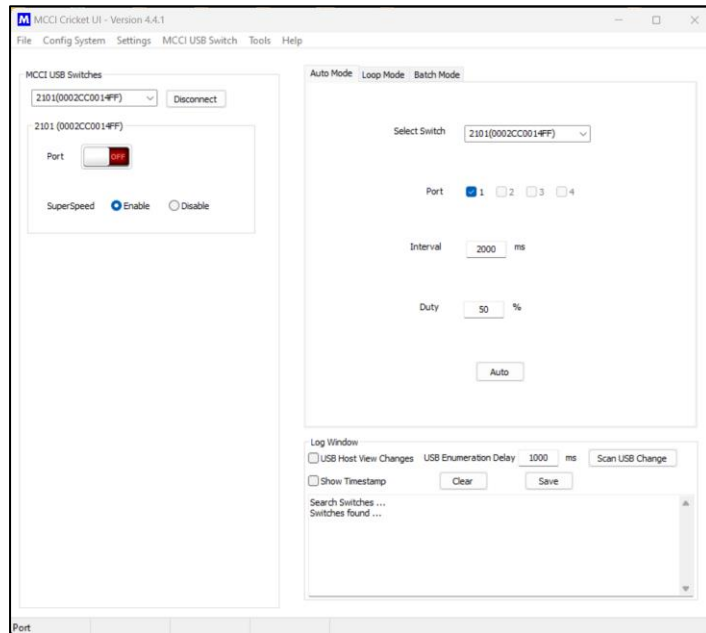 M MCCI Cricket UI - Version 4.4.1
File Config System Settings MCCI USB Switch Tools Help
MCCI USB Switches
2101(0002CC0014FF) Disconnect
2101 (0002CC0014FF)
Port OFF
SuperSpeed Enable Disable
Auto Mode Loop Mode Batch Mode
Select Switch 2101(0002CC0014FF)
Port 1 2 3 4
Interval 2000 ms
Duty 50 %
Auto
Log Window
USB Host View Changes USB Enumeration Delay 1000 ms Scan USB Change
Show Timestamp Clear Save
Search Switches ...
Switches found ...
Port